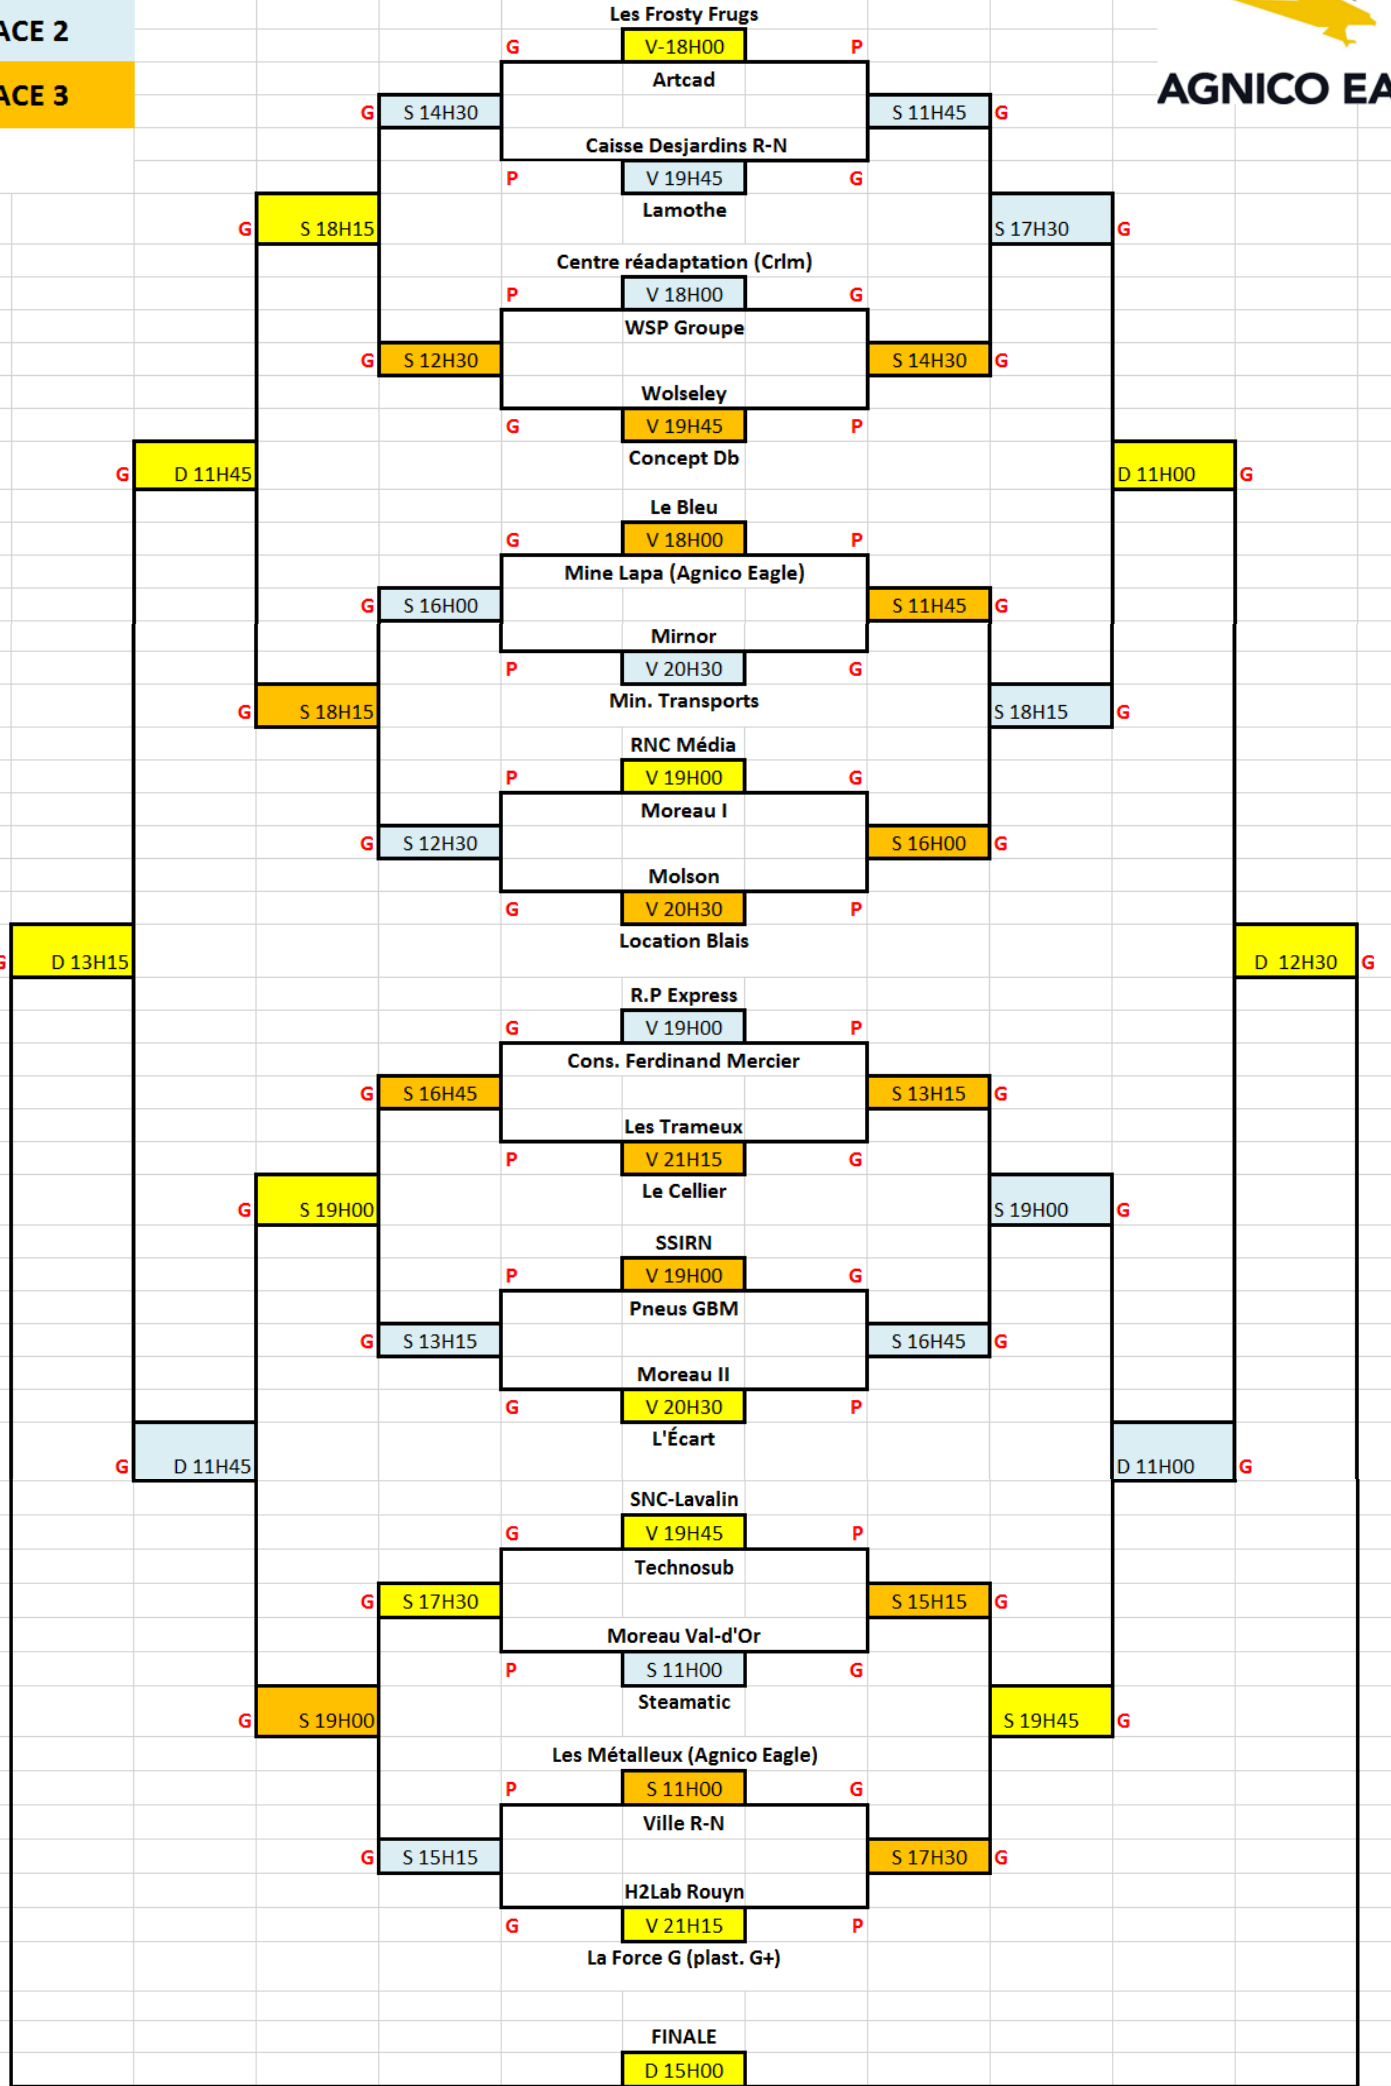 ACE 2
ACE 3
AGNICO EA
Les Frosty Frugs
G V-18H00 P
Artcad
G S 14H30 S 11H45 G
Caisse Desjardins R-N
P V 19H45 G
Lamothe
G S 18H15 S 17H30 G
Centre réadaptation (Crlm)
P V 18H00 G
WSP Groupe
G S 12H30 S 14H30 G
Wolseley
G V 19H45 P
Concept Db
G D 11H45 D 11H00 G
Le Bleu
G V 18H00 P
Mine Lapa (Agnico Eagle)
G S 16H00 S 11H45 G
Mirnor
P V 20H30 G
Min. Transports
G S 18H15 S 18H15 G
RNC Média
P V 19H00 G
Moreau I
G S 12H30 S 16H00 G
Molson
G V 20H30 P
Location Blais
G D 13H15 D 12H30 G
R.P Express
G V 19H00 P
Cons. Ferdinand Mercier
G S 16H45 S 13H15 G
Les Trameux
P V 21H15 G
Le Cellier
G S 19H00 S 19H00 G
SSIRN
P V 19H00 G
Pneus GBM
G S 13H15 S 16H45 G
Moreau II
G V 20H30 P
L'Écart
G D 11H45 D 11H00 G
SNC-Lavalin
G V 19H45 P
Technosub
G S 17H30 S 15H15 G
Moreau Val-d'Or
P S 11H00 G
Steamatic
G S 19H00 S 19H45 G
Les Métalleux (Agnico Eagle)
P S 11H00 G
Ville R-N
G S 15H15 S 17H30 G
H2Lab Rouyn
G V 21H15 P
La Force G (plast. G+)
FINALE
D 15H00